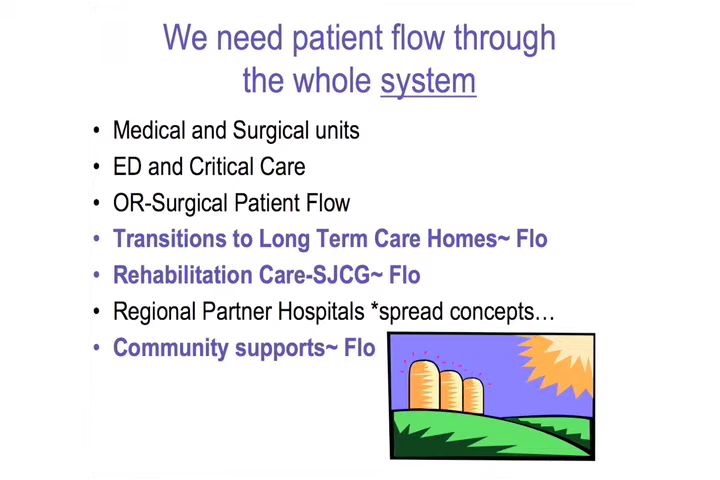 We need patient flow through
the whole system
• Medical and Surgical units
• ED and Critical Care
• OR-Surgical Patient Flow
• Transitions to Long Term Care Homes~ Flo
• Rehabilitation Care-SJCG~ Flo
• Regional Partner Hospitals *spread concepts…
• Community supports~ Flo